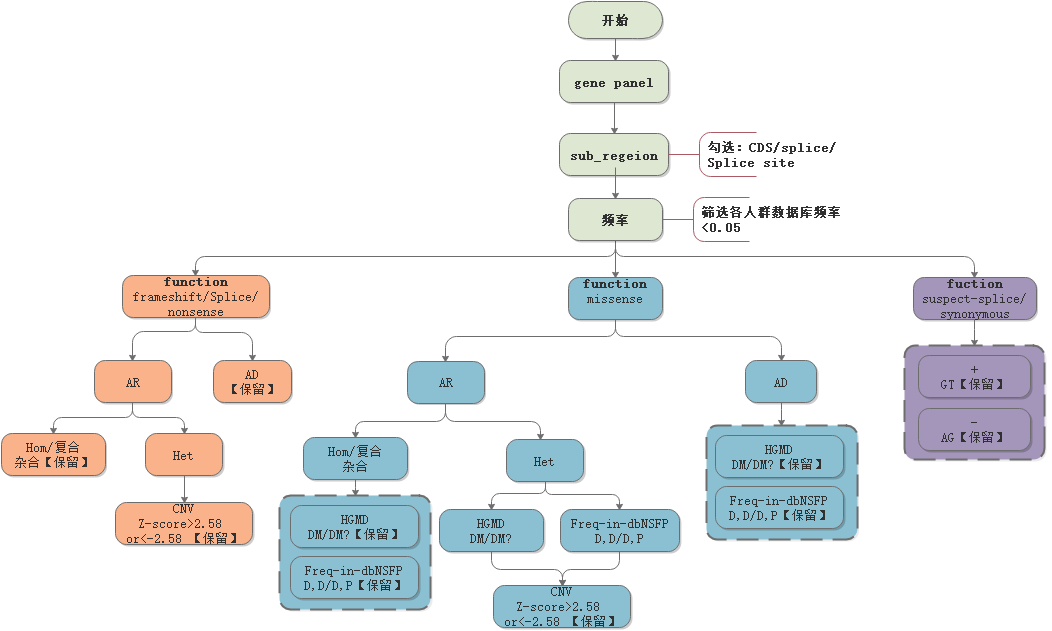 开始
gene panel
sub_regeion
勾选：CDS/splice/
Splice site
频率
筛选各人群数据库频率
<0.05
function
frameshift/Splice/
nonsense
function
missense
fuction
suspect-splice/
synonymous
AR
AD
【保留】
AR
AD
+
GT【保留】
-
AG【保留】
Hom/复合
杂合【保留】
Het
Hom/复合
杂合
Het
HGMD
DM/DM?【保留】
Freq-in-dbNSFP
D,D/D,P【保留】
CNV
Z-score>2.58
or<-2.58 【保留】
HGMD
DM/DM?【保留】
Freq-in-dbNSFP
D,D/D,P【保留】
HGMD
DM/DM?
Freq-in-dbNSFP
D,D/D,P
CNV
Z-score>2.58
or<-2.58 【保留】